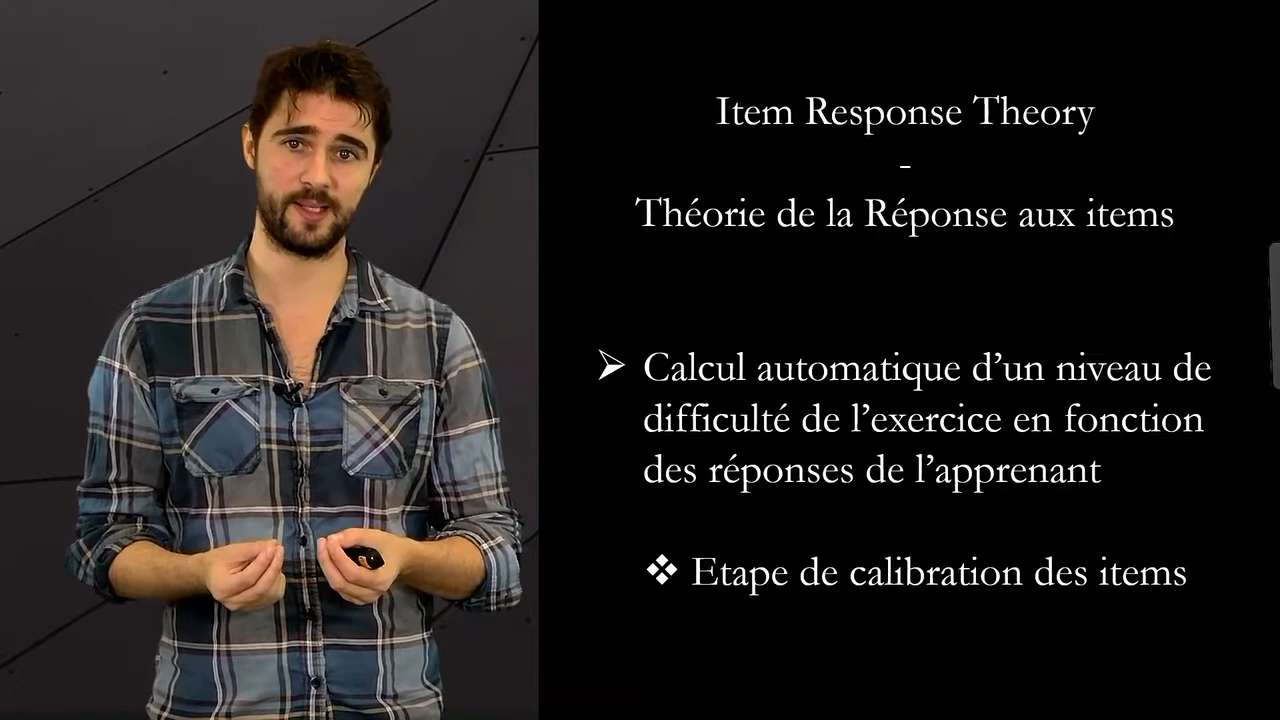 Item Response Theory
-
Théorie de la Réponse aux items
➢ Calcul automatique d’un niveau de
difficulté de l’exercice en fonction
des réponses de l’apprenant
❖ Etape de calibration des items